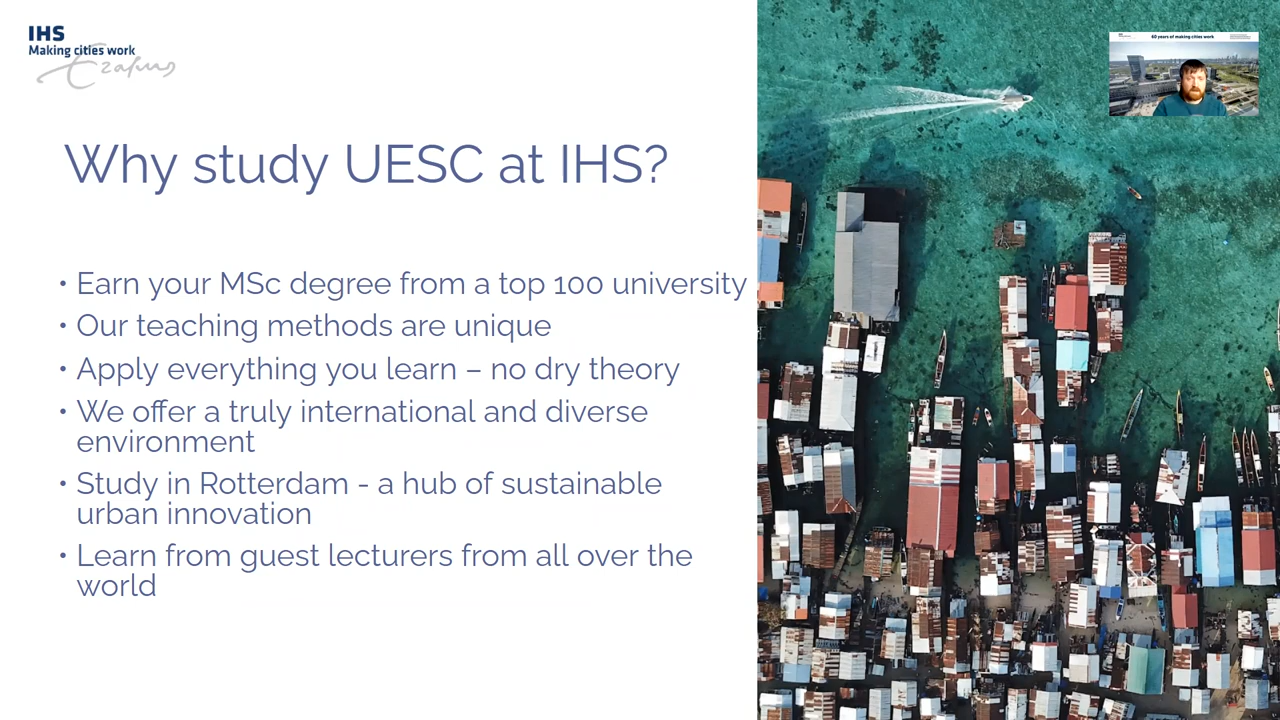 IHS
Making cities work
Erasmus
60 years of making cities work
Why study UESC at IHS?
• Earn your MSc degree from a top 100 university
• Our teaching methods are unique
• Apply everything you learn – no dry theory
• We offer a truly international and diverse
environment
• Study in Rotterdam - a hub of sustainable
urban innovation
• Learn from guest lecturers from all over the
world